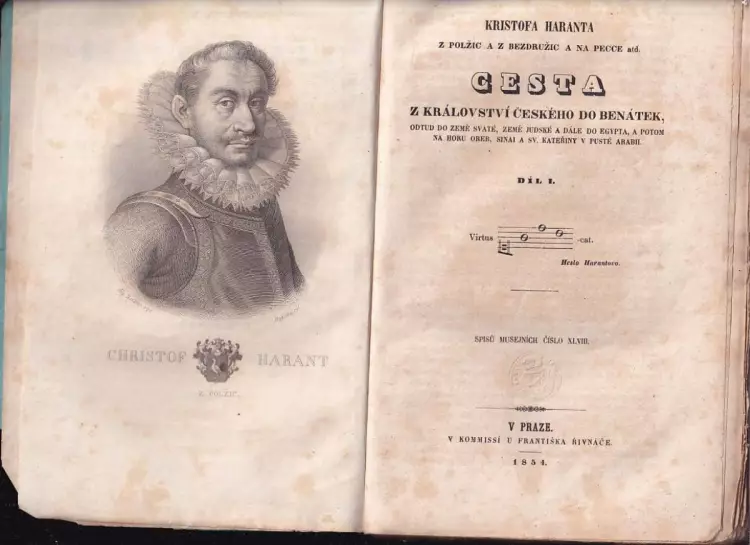 CHRISTOF HARANT
Z. POLŽIC.
KRISTOFA HARANTA
Z POLŽIC A Z BEZDRUŽIC A NA PECCE atd.
CESTA
Z KRÁLOVSTVÍ ČESKÉHO DO BENÁTEK,
ODTUD DO ZEMĚ SVATÉ, ZEMĚ JUDSKÉ A DÁLE DO EGYPTA, A POTOM
NA HORU OREB, SINAI A SV. KATEŘINY V PUSTÉ ARABII.
DÍL I.
Virtus -cat.
Heslo Harantovo.
SPISŮ MUSEJNÍCH ČÍSLO XLVIII.
V PRAZE.
V KOMMISSÍ U FRANTIŠKA ŘIVNÁČE.
1854.